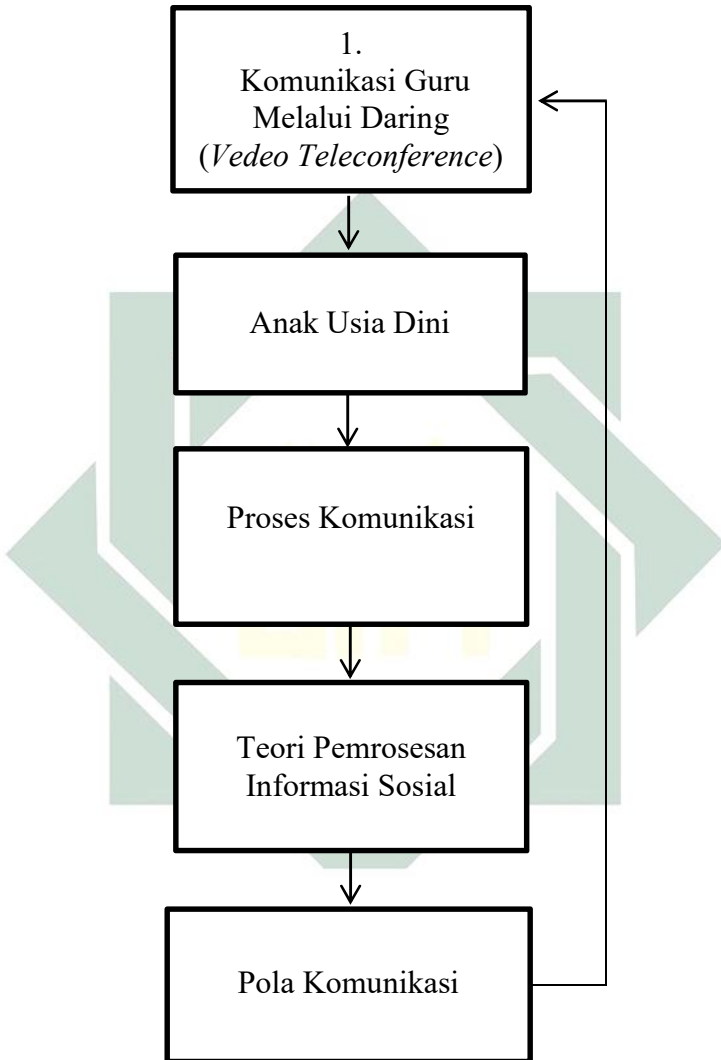 1.
Komunikasi Guru
Melalui Daring
(Vedeo Teleconference)
Anak Usia Dini
Proses Komunikasi
Teori Pemrosesan
Informasi Sosial
Pola Komunikasi